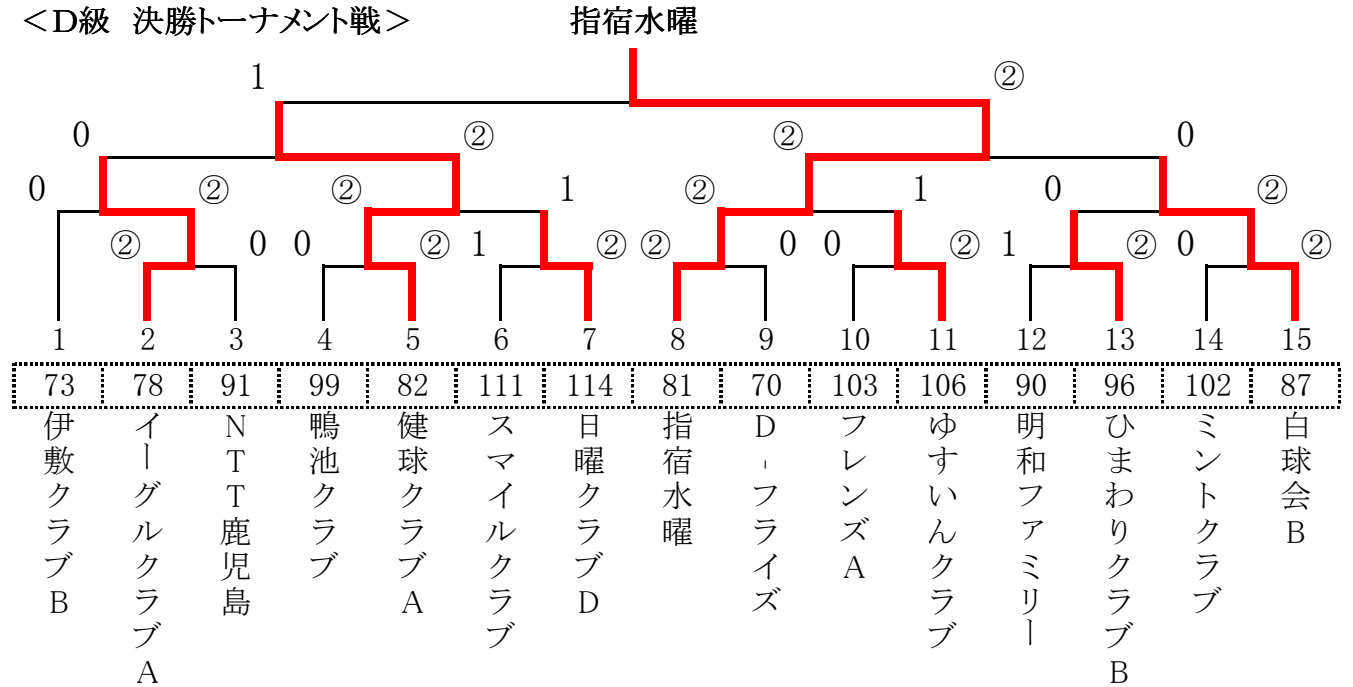 ＜D級 決勝トーナメント戦＞ 指宿水曜
1 ②
0 ② ② 0
0 ② ② 1 ② 1 0 ②
② 0 0 ② 1 ② ② 0 0 ② 1 ② 0 ②
1 2 3 4 5 6 7 8 9 10 11 12 13 14 15
73 78 91 99 82 111 114 81 70 103 106 90 96 102 87
伊敷クラブB
イーグルクラブA
NTT鹿児島
鴨池クラブ
健球クラブA
スマイルクラブ
日曜クラブD
指宿水曜
D-フライズ
フレンズA
ゆすいんクラブ
明和ファミリー
ひまわりクラブB
ミントクラブ
白球会B